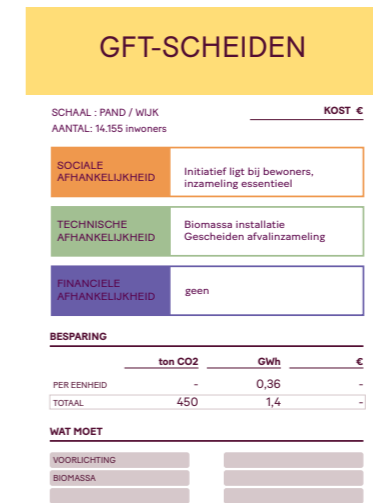 GFT-SCHEIDEN
SCHAAL : PAND / WIJK
KOST €
AANTAL: 14.155 inwoners
SOCIALE
AFHANKELIJKHEID
Initiatief ligt bij bewoners,
inzameling essentieel
TECHNISCHE
AFHANKELIJKHEID
Biomassa installatie
Gescheiden afvalinzameling
FINANCIELE
AFHANKELIJKHEID
geen
BESPARING
ton CO2 GWh €
PER EENHEID - 0,36 -
TOTAAL 450 1,4 -
WAT MOET
VOORLICHTING
BIOMASSA